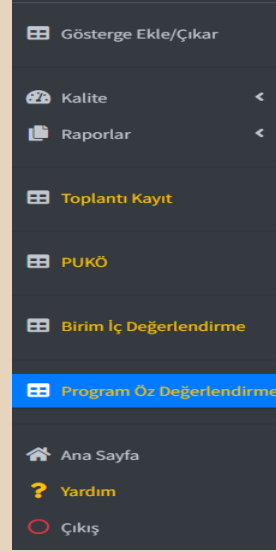 Gösterge Ekle/Çıkar
Kalite
Raporlar
Toplantı Kayıt
PUKÖ
Birim İç Değerlendirme
Program Öz Değerlendirme
Ana Sayfa
Yardım
Çıkış